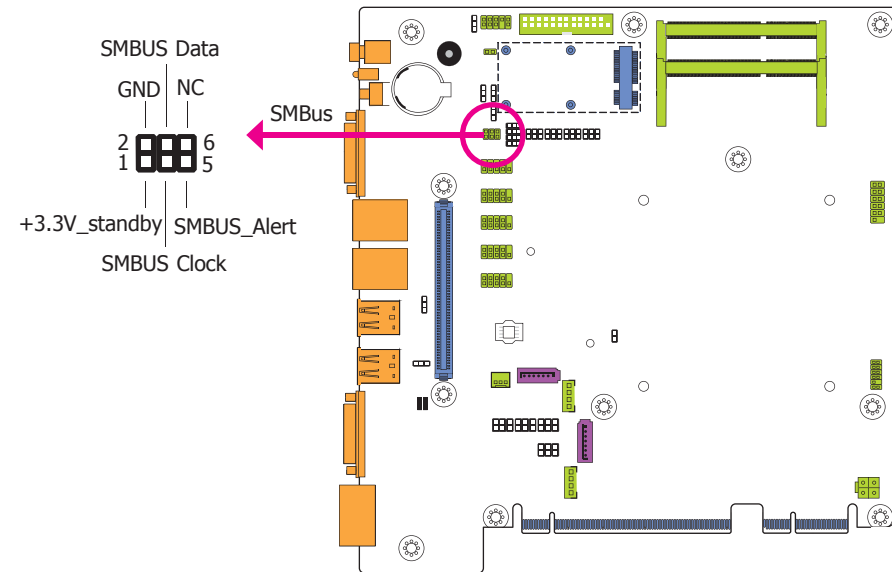 SMBUS Data
GND NC
SMBus
2 6
1 5
+3.3V_standby SMBUS_Alert
SMBUS Clock